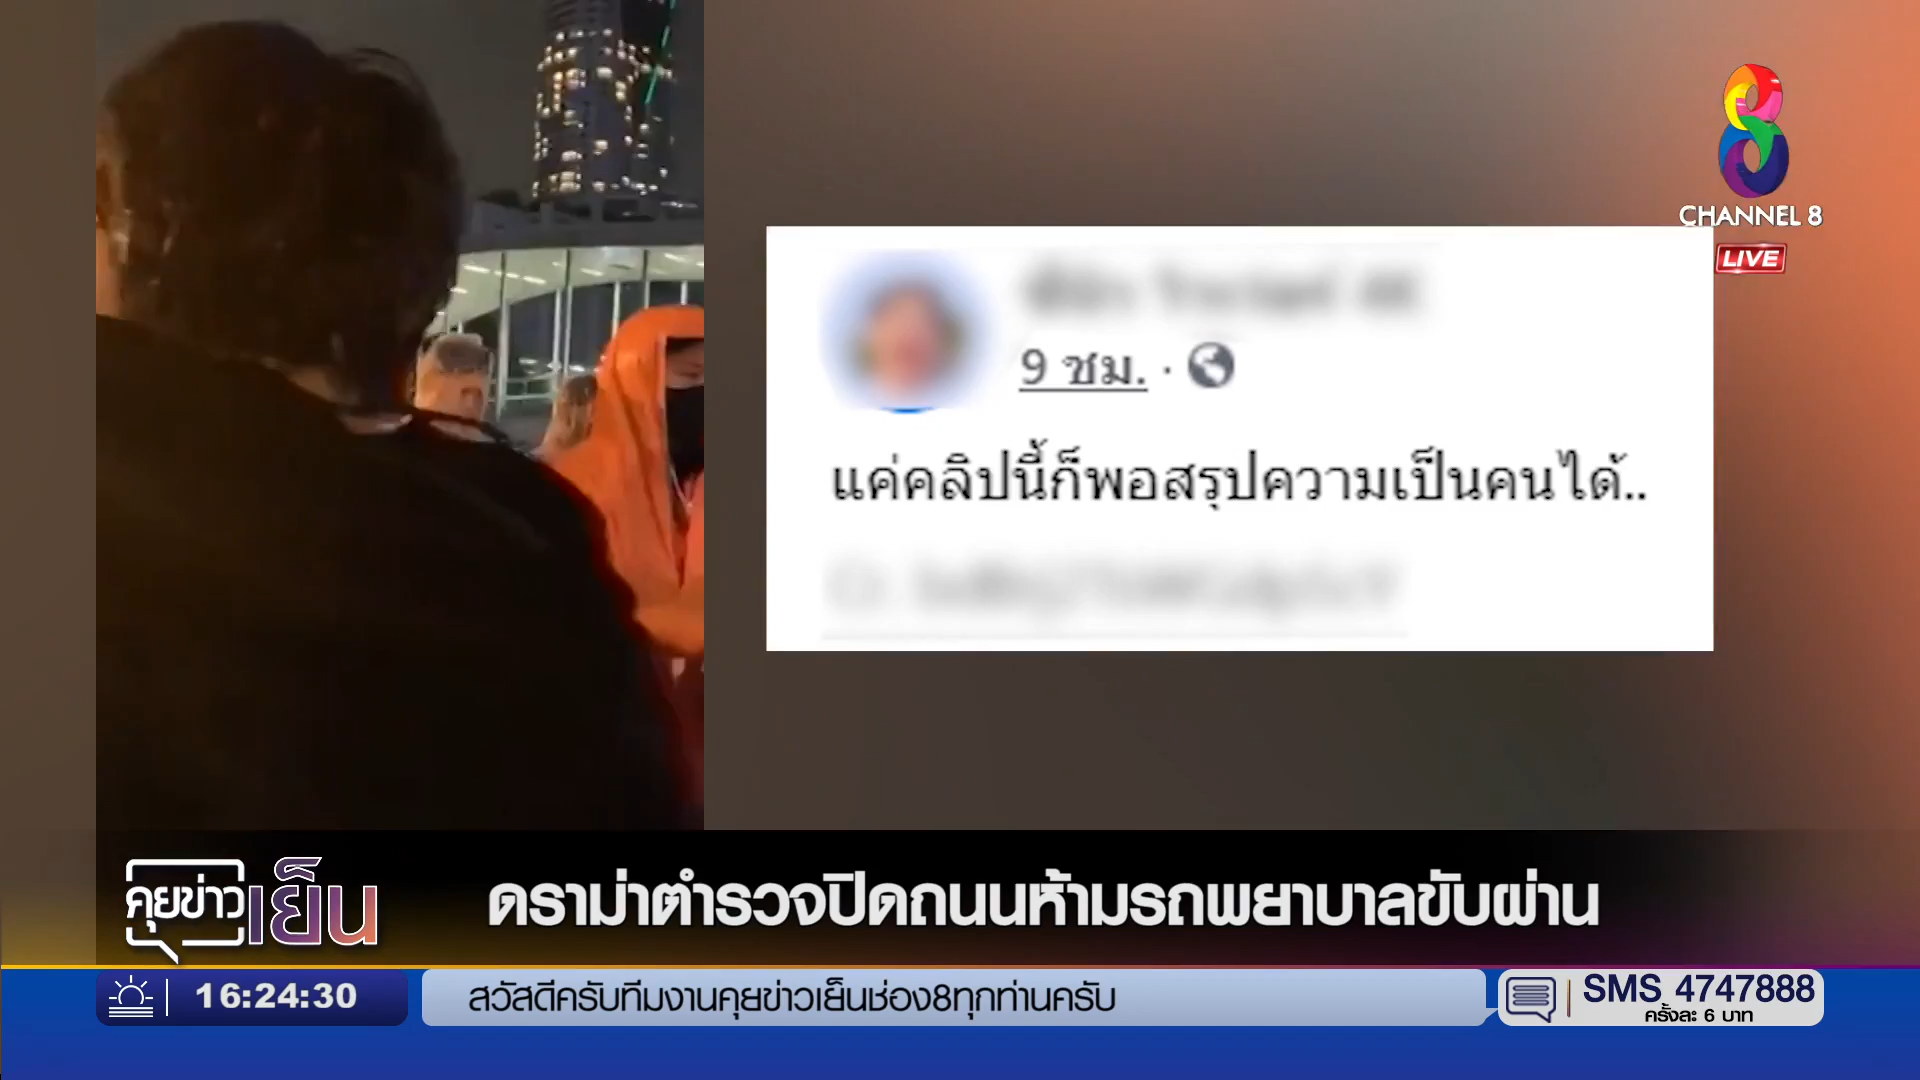 CHANNEL 8
LIVE
9 ชม.
แค่คลิปนี้ก็พอสรุปความเป็นคนได้..
คุยข่าวเย็น
ดราม่าตำรวจปิดถนนห้ามรถพยาบาลขับผ่าน
16:24:30
สวัสดีครับทีมงานคุยข่าวเย็นช่อง8ทุกท่านครับ
SMS 4747888
ครั้งละ 6 บาท